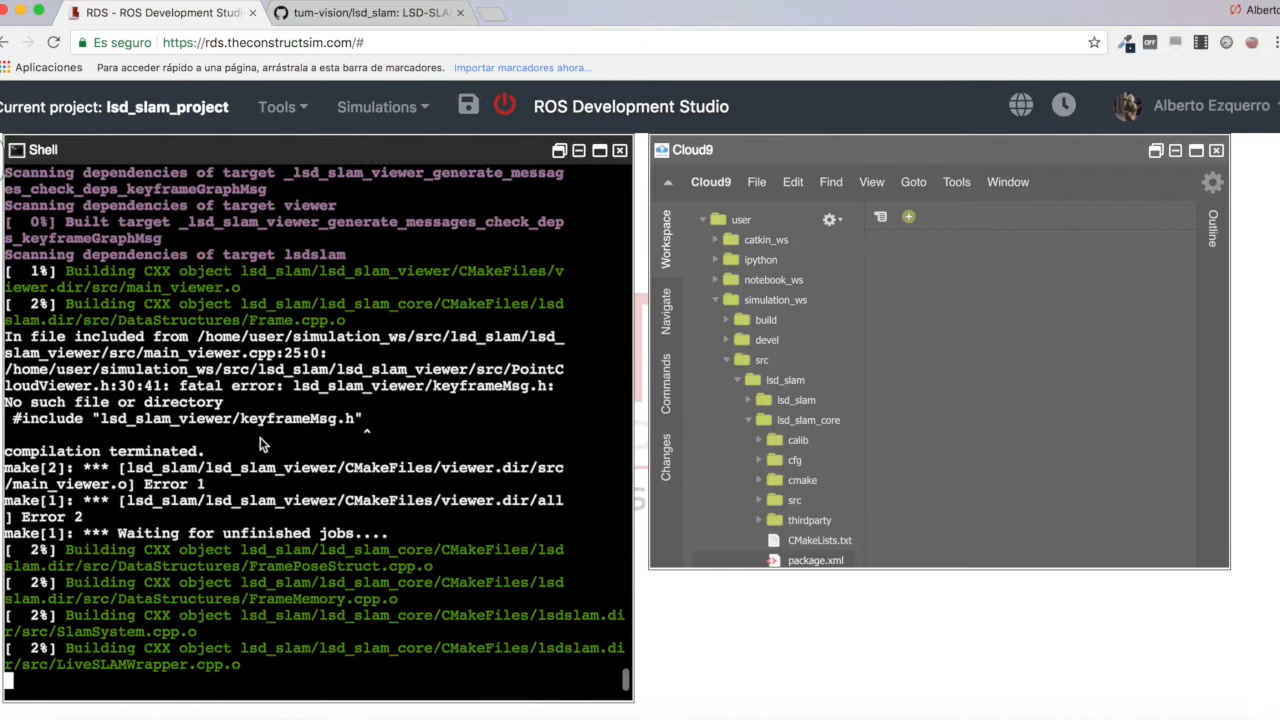 RDS - ROS Development Studi
tum-vision/lsd_slam: LSD-SLA
Alberto
Es seguro
https://rds.theconstructsim.com/#
OFF
Aplicaciones
Para acceder rápido a una página, arrástrala a esta barra de marcadores.
Importar marcadores ahora...
Current project: lsd_slam_project
Tools
Simulations
ROS Development Studio
Alberto Ezquerro
Shell
Scanning dependencies of target _lsd_slam_viewer_generate_messag
es_check_deps_keyframeGraphMsg
Scanning dependencies of target viewer
[  0%] Built target _lsd_slam_viewer_generate_messages_check_dep
s_keyframeGraphMsg
Scanning dependencies of target lsdslam
[  1%] Building CXX object lsd_slam/lsd_slam_viewer/CMakeFiles/v
iewer.dir/src/main_viewer.o
[  2%] Building CXX object lsd_slam/lsd_slam_core/CMakeFiles/lsd
slam.dir/src/DataStructures/Frame.cpp.o
In file included from /home/user/simulation_ws/src/lsd_slam/lsd_
slam_viewer/src/main_viewer.cpp:25:0:
/home/user/simulation_ws/src/lsd_slam/lsd_slam_viewer/src/PointC
loudViewer.h:30:41: fatal error: lsd_slam_viewer/keyframeMsg.h:
No such file or directory
#include "lsd_slam_viewer/keyframeMsg.h"
^
compilation terminated.
make[2]: *** [lsd_slam/lsd_slam_viewer/CMakeFiles/viewer.dir/src
/main_viewer.o] Error 1
make[1]: *** [lsd_slam/lsd_slam_viewer/CMakeFiles/viewer.dir/all
] Error 2
make[1]: *** Waiting for unfinished jobs....
[  2%] Building CXX object lsd_slam/lsd_slam_core/CMakeFiles/lsd
slam.dir/src/DataStructures/FramePoseStruct.cpp.o
[  2%] Building CXX object lsd_slam/lsd_slam_core/CMakeFiles/lsd
slam.dir/src/DataStructures/FrameMemory.cpp.o
[  2%] Building CXX object lsd_slam/lsd_slam_core/CMakeFiles/lsdslam.di
r/src/SlamSystem.cpp.o
[  2%] Building CXX object lsd_slam/lsd_slam_core/CMakeFiles/lsdslam.di
r/src/LiveSLAMWrapper.cpp.o
Cloud9
Cloud9 File Edit Find View Goto Tools Window
Workspace
Navigate
Commands
Changes
user
catkin_ws
ipython
notebook_ws
simulation_ws
build
devel
src
lsd_slam
lsd_slam
lsd_slam_core
calib
cfg
cmake
src
thirdparty
CMakeLists.txt
package.xml
Outline